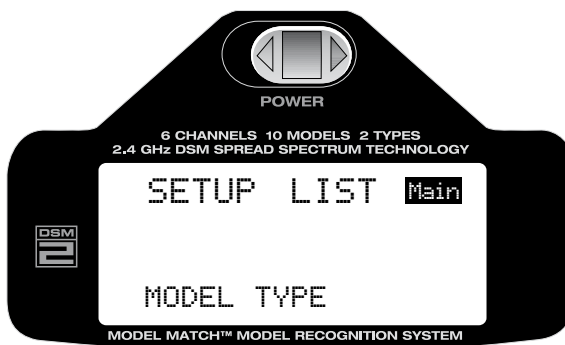 POWER
6 CHANNELS 10 MODELS 2 TYPES
2.4 GHz DSM SPREAD SPECTRUM TECHNOLOGY
SETUP LIST Main
DSM
2
MODEL TYPE
MODEL MATCH™ MODEL RECOGNITION SYSTEM